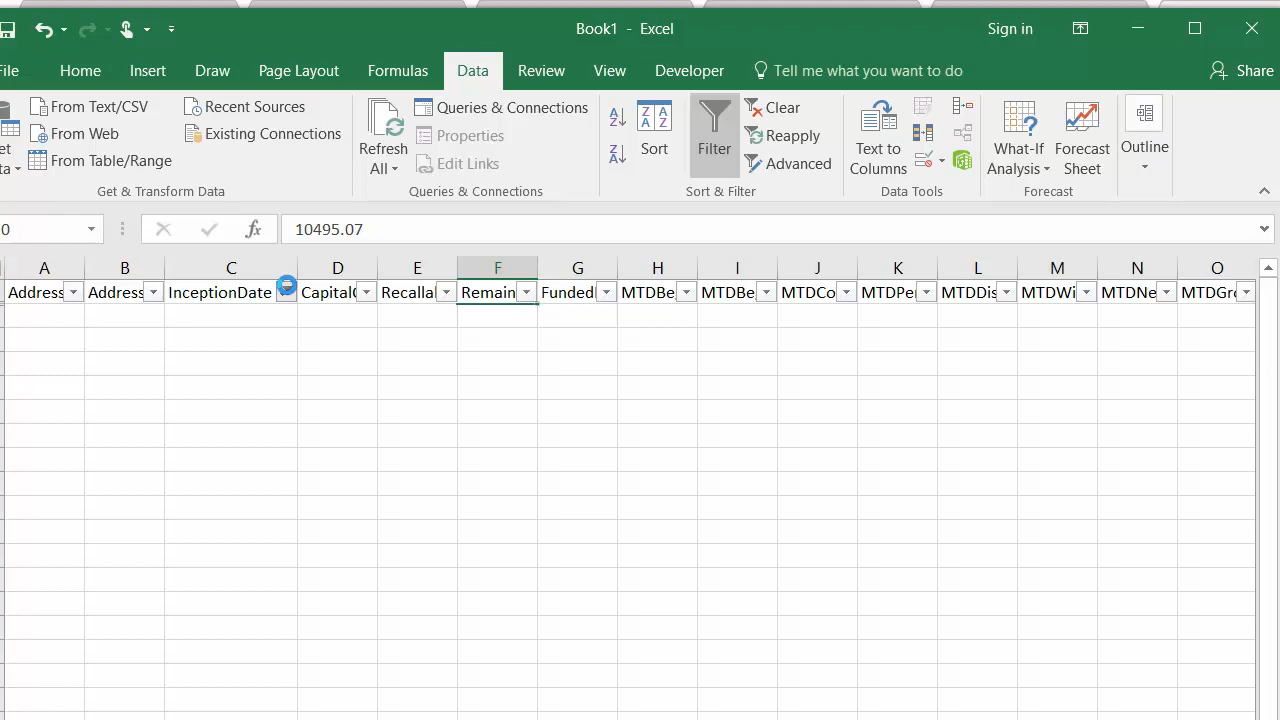 Book1 - Excel
Sign in
File Home Insert Draw Page Layout Formulas Data Review View Developer Tell me what you want to do Share
From Text/CSV
From Web
From Table/Range
Recent Sources
Existing Connections
Get & Transform Data
Refresh
All
Queries & Connections
Properties
Edit Links
Queries & Connections
Z
A
A
Z
Z A
A Z
Sort
Filter
Clear
Reapply
Advanced
Sort & Filter
Text to
Columns
Data Tools
What-If
Analysis
Forecast
Sheet
Forecast
Outline
0
fx
10495.07
A B C D E F G H I J K L M N O
Address Address InceptionDate Capital Recalla Remain Funded MTDBe MTDBe MTDCo MTDPe MTDDis MTDWi MTDNe MTDGr